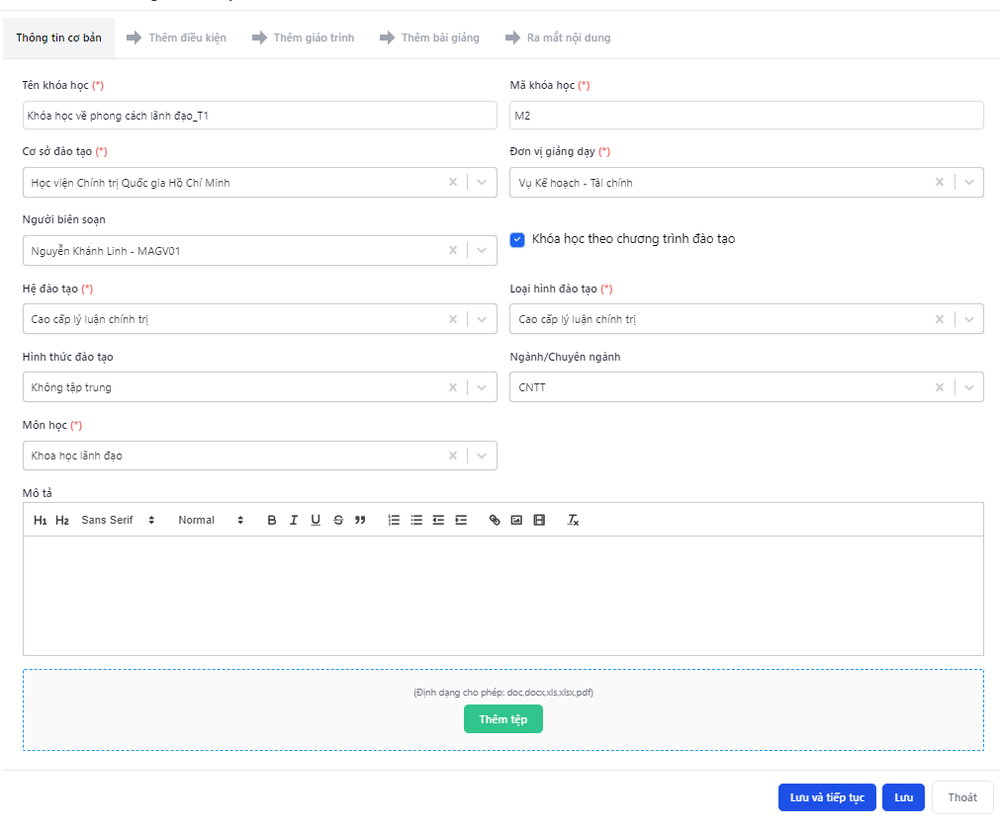 Thông tin cơ bản Thêm điều kiện Thêm giáo trình Thêm bài giảng Ra mắt nội dung
Tên khóa học (*) Mã khóa học (*)
Khóa học về phong cách lãnh đạo_T1 M2
Cơ sở đào tạo (*) Đơn vị giảng dạy (*)
Học viện Chính trị Quốc gia Hồ Chí Minh Vụ Kế hoạch - Tài chính
Người biên soạn
Nguyễn Khánh Linh - MAGV01 Khóa học theo chương trình đào tạo
Hệ đào tạo (*) Loại hình đào tạo (*)
Cao cấp lý luận chính trị Cao cấp lý luận chính trị
Hình thức đào tạo Ngành/Chuyên ngành
Không tập trung CNTT
Môn học (*)
Khoa học lãnh đạo
Mô tả
H1 H2 Sans Serif Normal B I U S
(Định dạng cho phép: doc,docx,xls,xlsx,pdf)
Thêm tệp
Lưu và tiếp tục Lưu Thoát